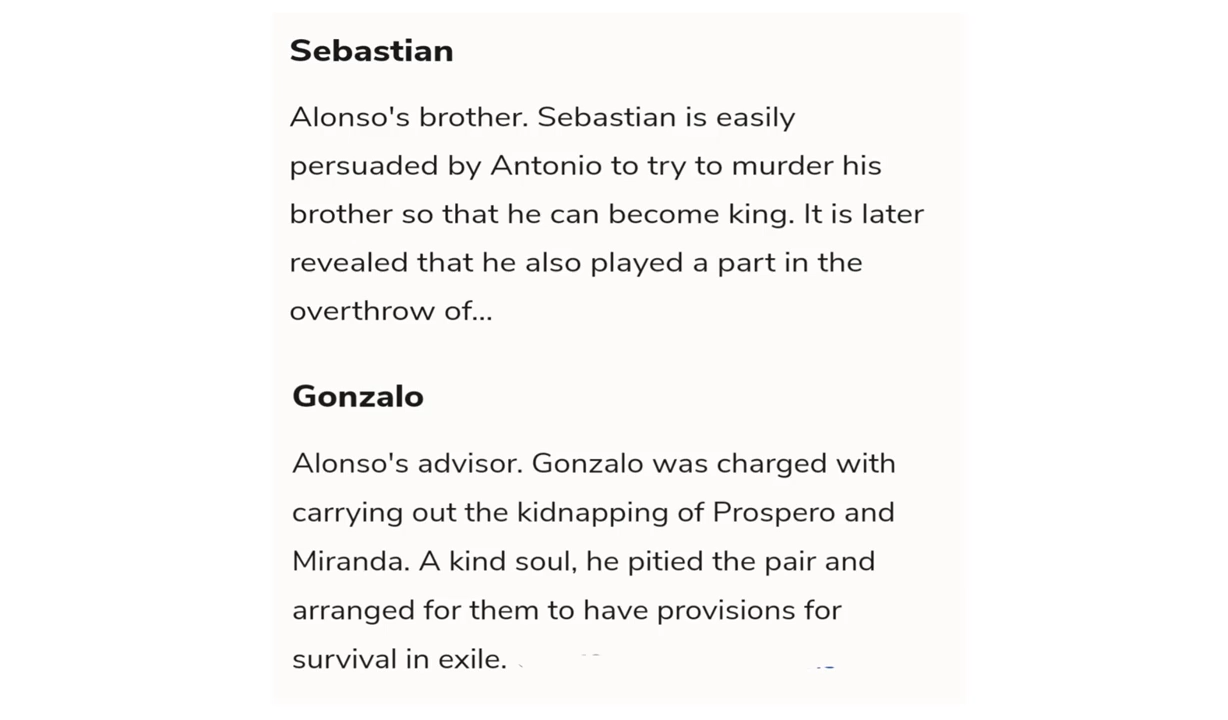 Sebastian
Alonso's brother. Sebastian is easily
persuaded by Antonio to try to murder his
brother so that he can become king. It is later
revealed that he also played a part in the
overthrow of...
Gonzalo
Alonso's advisor. Gonzalo was charged with
carrying out the kidnapping of Prospero and
Miranda. A kind soul, he pitied the pair and
arranged for them to have provisions for
survival in exile.